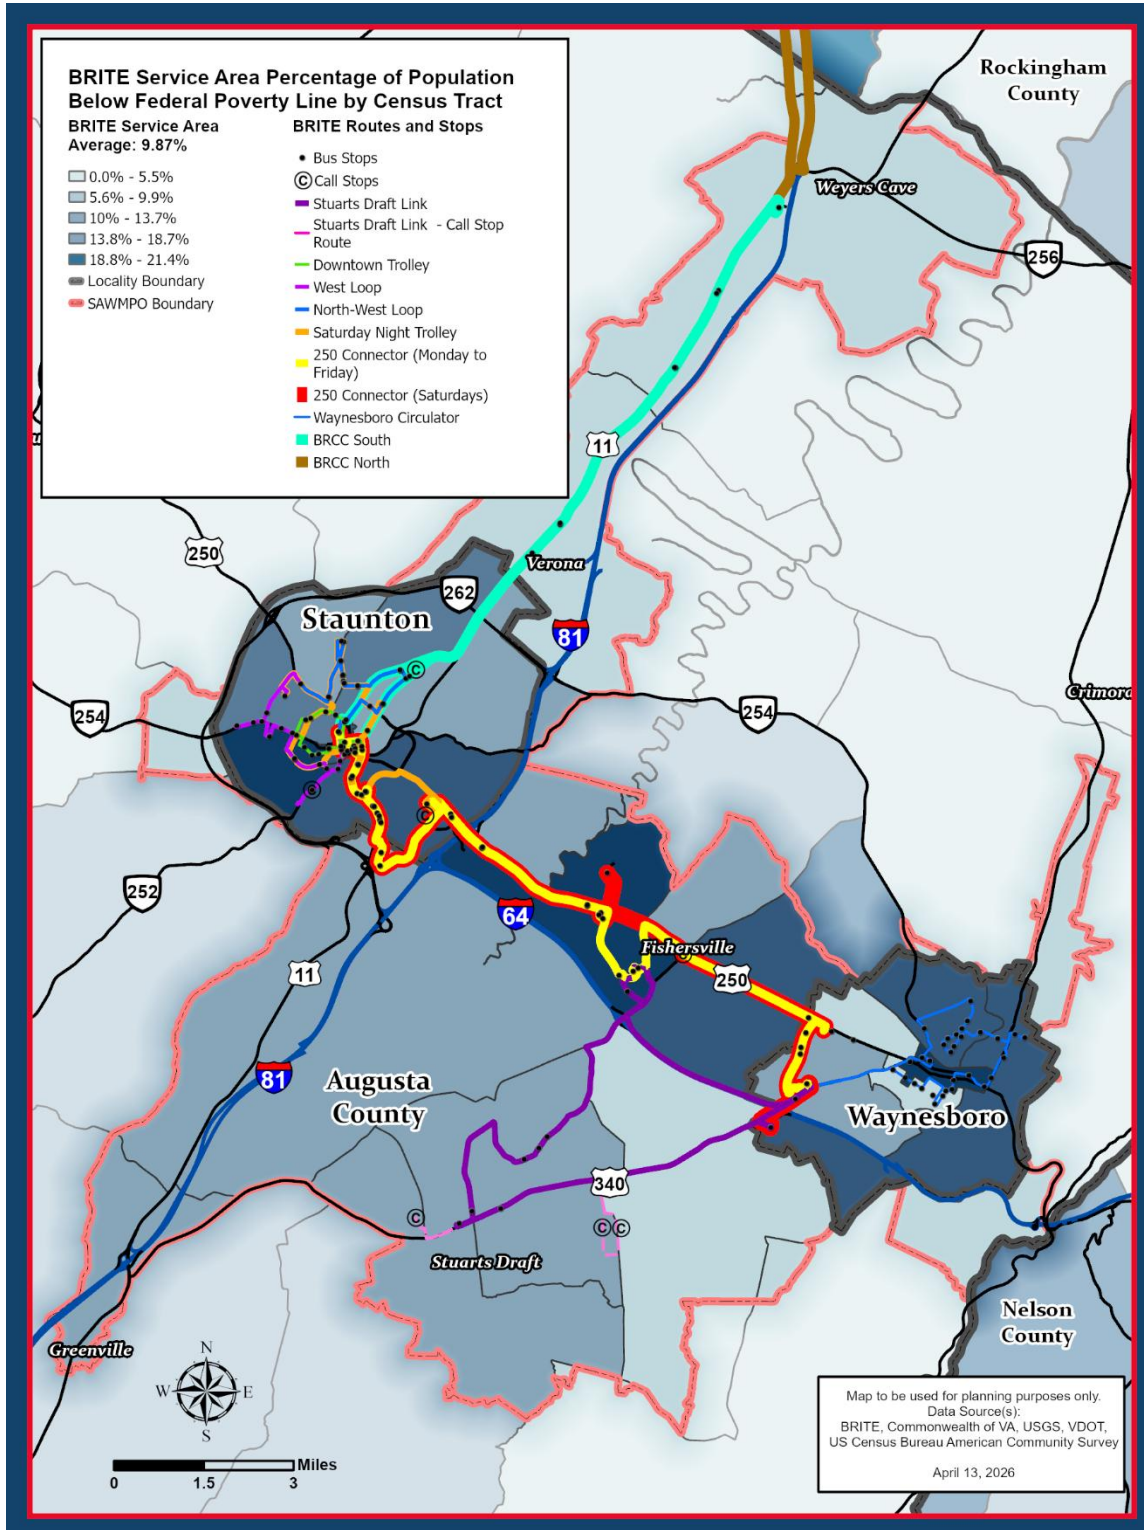 BRITE Service Area Percentage of Population
Below Federal Poverty Line by Census Tract
BRITE Service Area
Average: 9.87%
0.0% - 5.5%
5.6% - 9.9%
10% - 13.7%
13.8% - 18.7%
18.8% - 21.4%
Locality Boundary
SAWMPO Boundary
BRITE Routes and Stops
Bus Stops
C Call Stops
Stuarts Draft Link
Stuarts Draft Link - Call Stop
Route
Downtown Trolley
West Loop
North-West Loop
Saturday Night Trolley
250 Connector (Monday to
Friday)
250 Connector (Saturdays)
Waynesboro Circulator
BRCC South
BRCC North
Rockingham
County
Weyers Cave
256
11
250
Verona
262
Staunton
81
C
254
254
Crimora
C
C
252
64
Fishersville
250
C
11
81
Augusta
County
Waynesboro
340
C
C C
Stuarts Draft
Nelson
County
Greenville
N
W E
S
Miles
0 1.5 3
Map to be used for planning purposes only.
Data Source(s):
BRITE, Commonwealth of VA, USGS, VDOT,
US Census Bureau American Community Survey
April 13, 2026